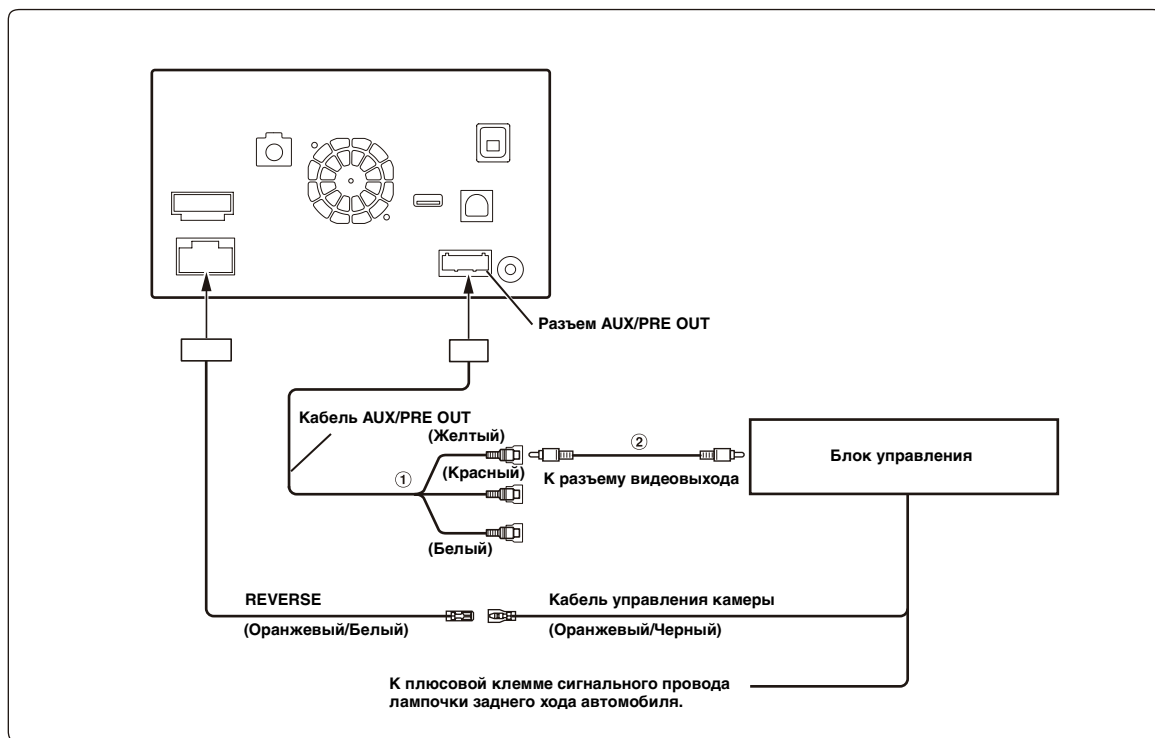 Разъем AUX/PRE OUT
Кабель AUX/PRE OUT
(Желтый)
②
Блок управления
(Красный)
К разъему видеовыхода
①
(Белый)
REVERSE
Кабель управления камеры
(Оранжевый/Белый)
(Оранжевый/Черный)
К плюсовой клемме сигнального провода
лампочки заднего хода автомобиля.